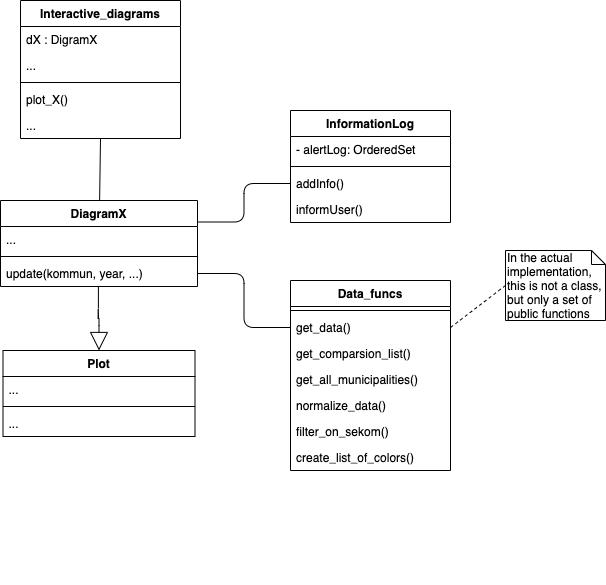 Interactive_diagrams
dX : DigramX
...
plot_X()
...
InformationLog
- alertLog: OrderedSet
addInfo()
informUser()
DiagramX
...
update(kommun, year, ...)
In the actual
implementation,
this is not a class,
but only a set of
public functions
Data_funcs
get_data()
get_comparsion_list()
get_all_municipalities()
normalize_data()
filter_on_sekom()
create_list_of_colors()
Plot
...
...